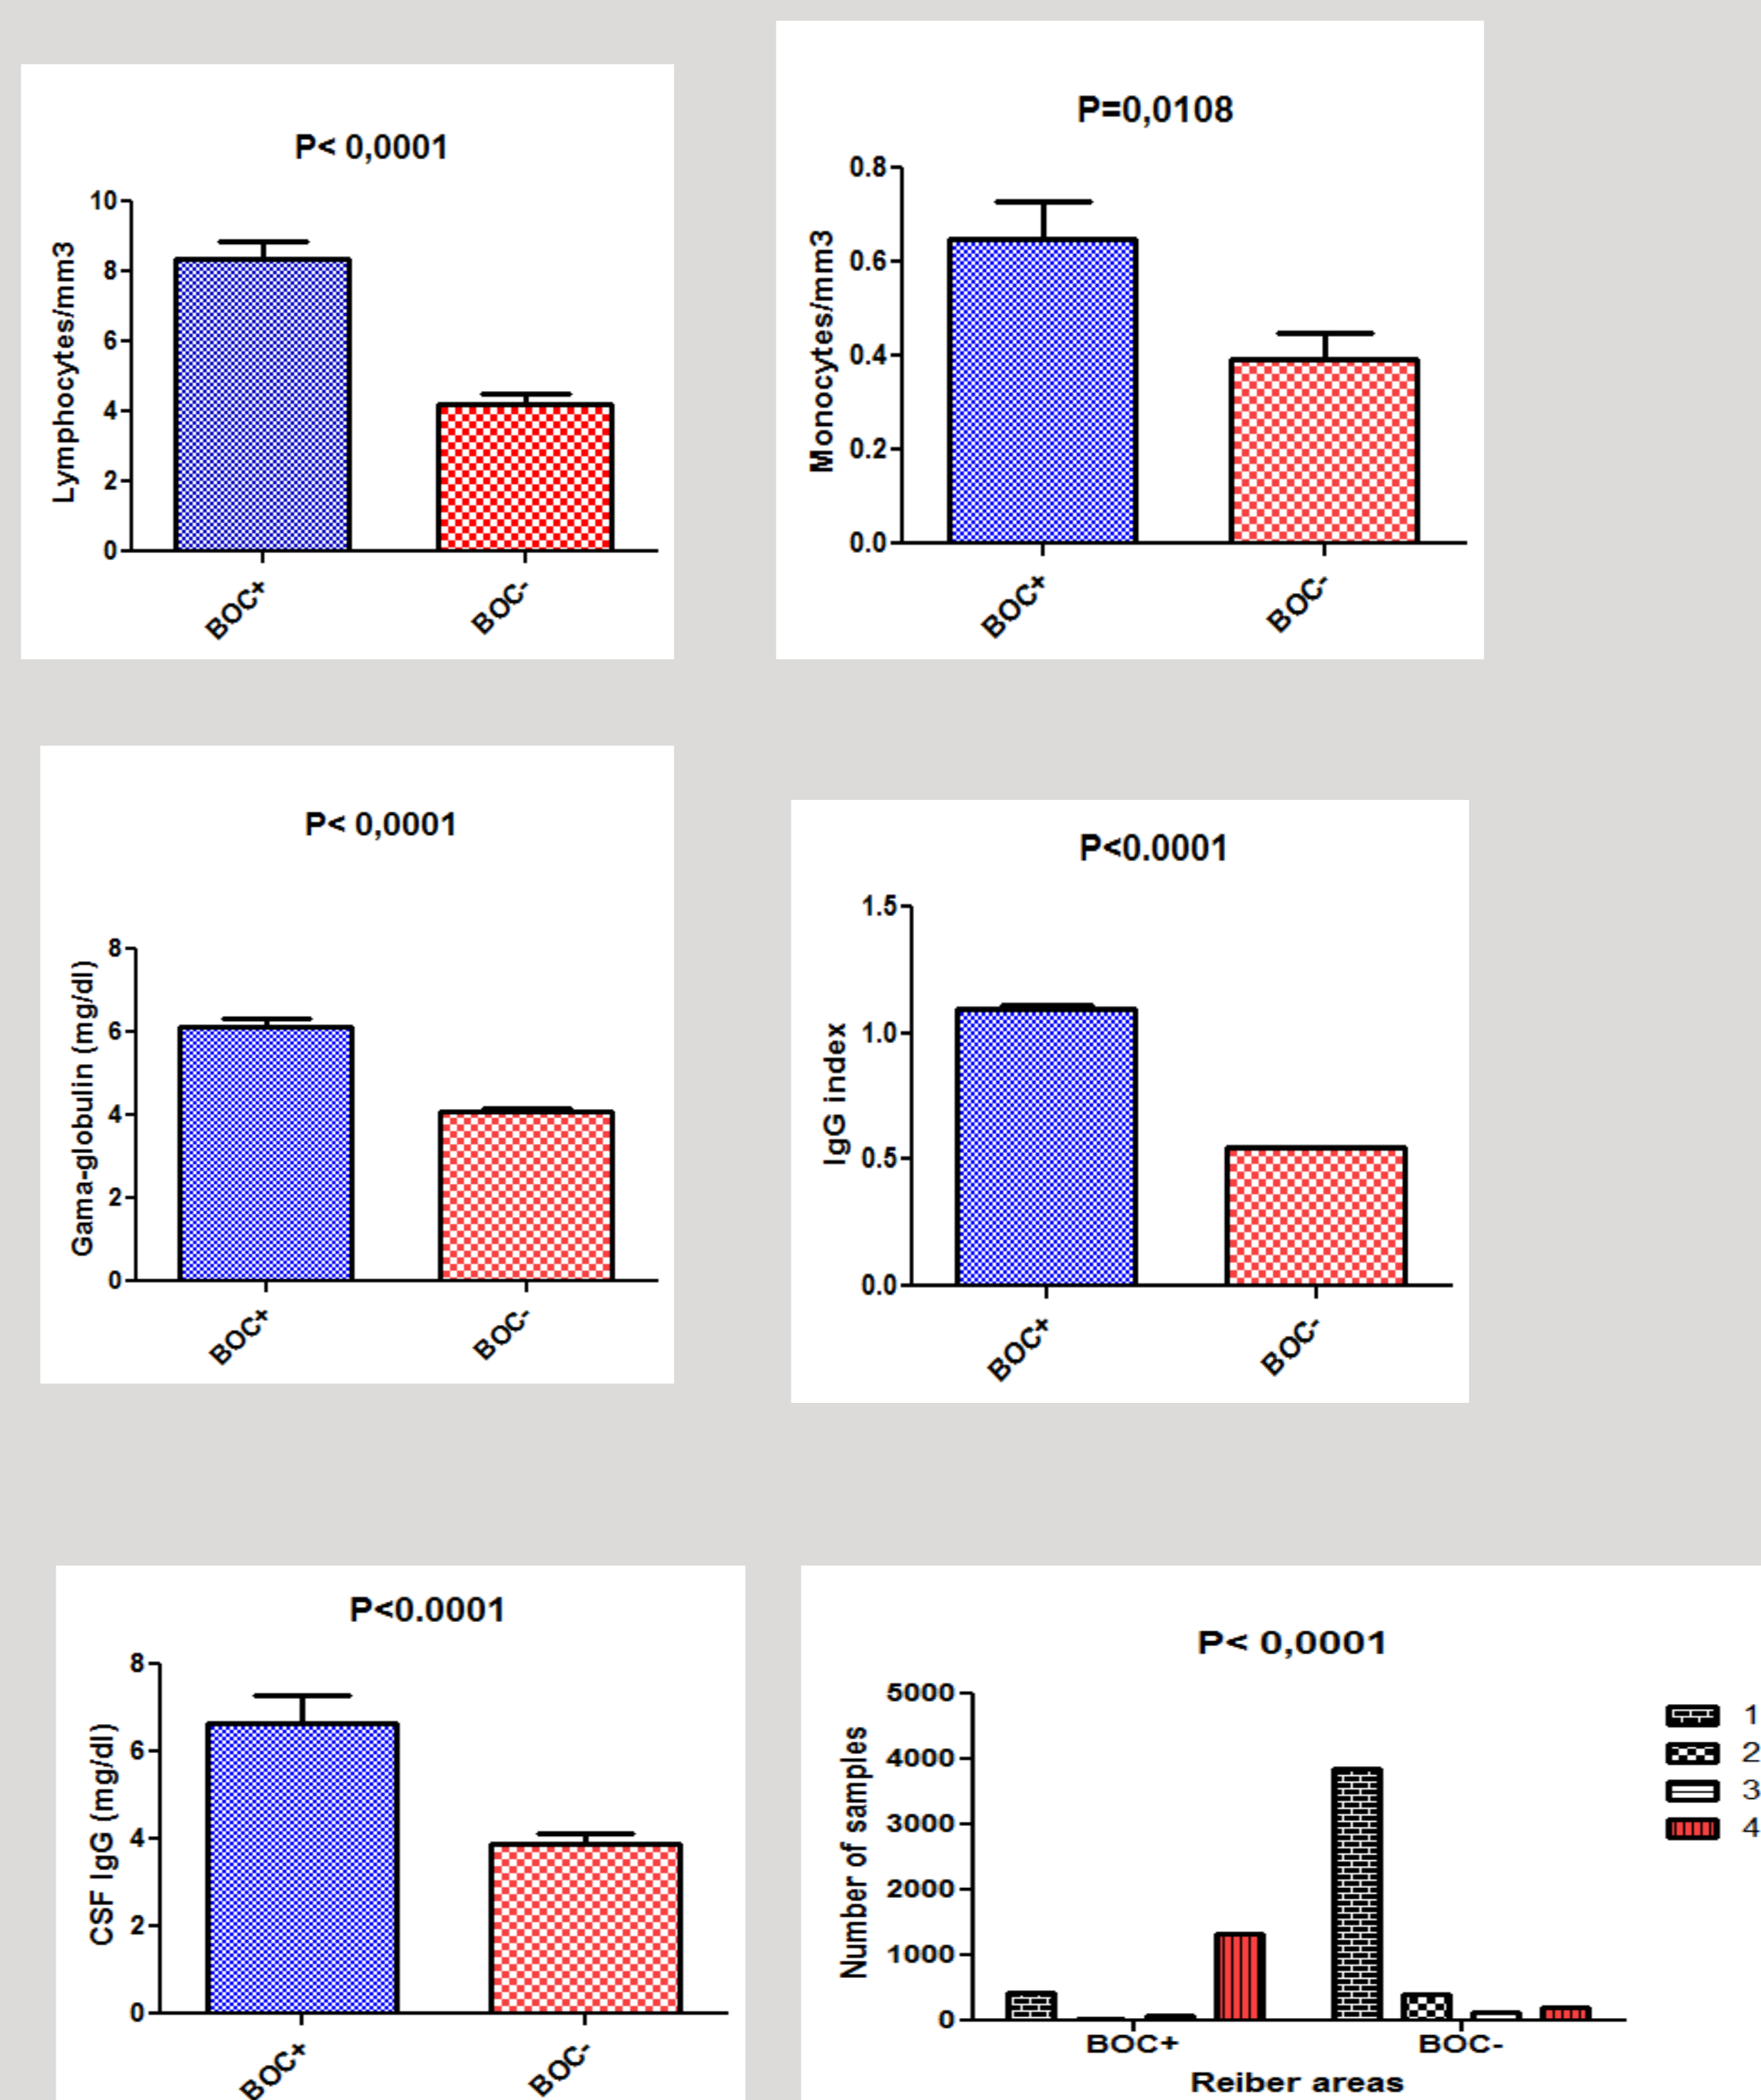 P< 0,0001
10
8
6
4
2
0
Lymphocytes/mm3
BOC+
BOC-
P=0,0108
0.8
0.6
0.4
0.2
0.0
Monocytes/mm3
BOC+
BOC-
P< 0,0001
8
6
4
2
0
Gama-globulin (mg/dl)
BOC+
BOC-
P<0.0001
1.5
1.0
0.5
0.0
IgG index
BOC+
BOC-
P<0.0001
8
6
4
2
0
CSF IgG (mg/dl)
BOC+
BOC-
P< 0,0001
5000
4000
3000
2000
1000
0
Number of samples
BOC+
BOC-
Reiber areas
1
2
3
4